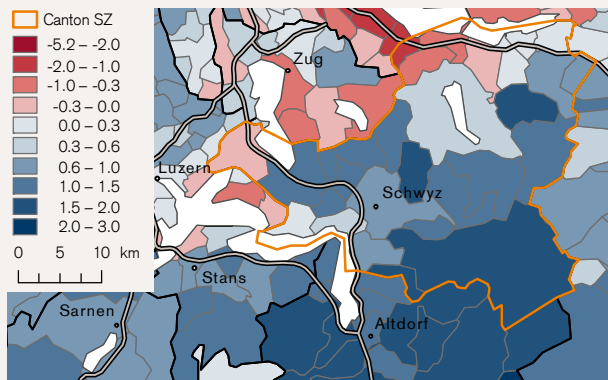 Canton SZ
-5.2 – -2.0
-2.0 – -1.0
-1.0 – -0.3
-0.3 – 0.0
0.0 – 0.3
0.3 – 0.6
0.6 – 1.0
1.0 – 1.5
1.5 – 2.0
2.0 – 3.0
0 5 10 km
Zug
Luzern
Schwyz
Stans
Sarnen
Altdorf